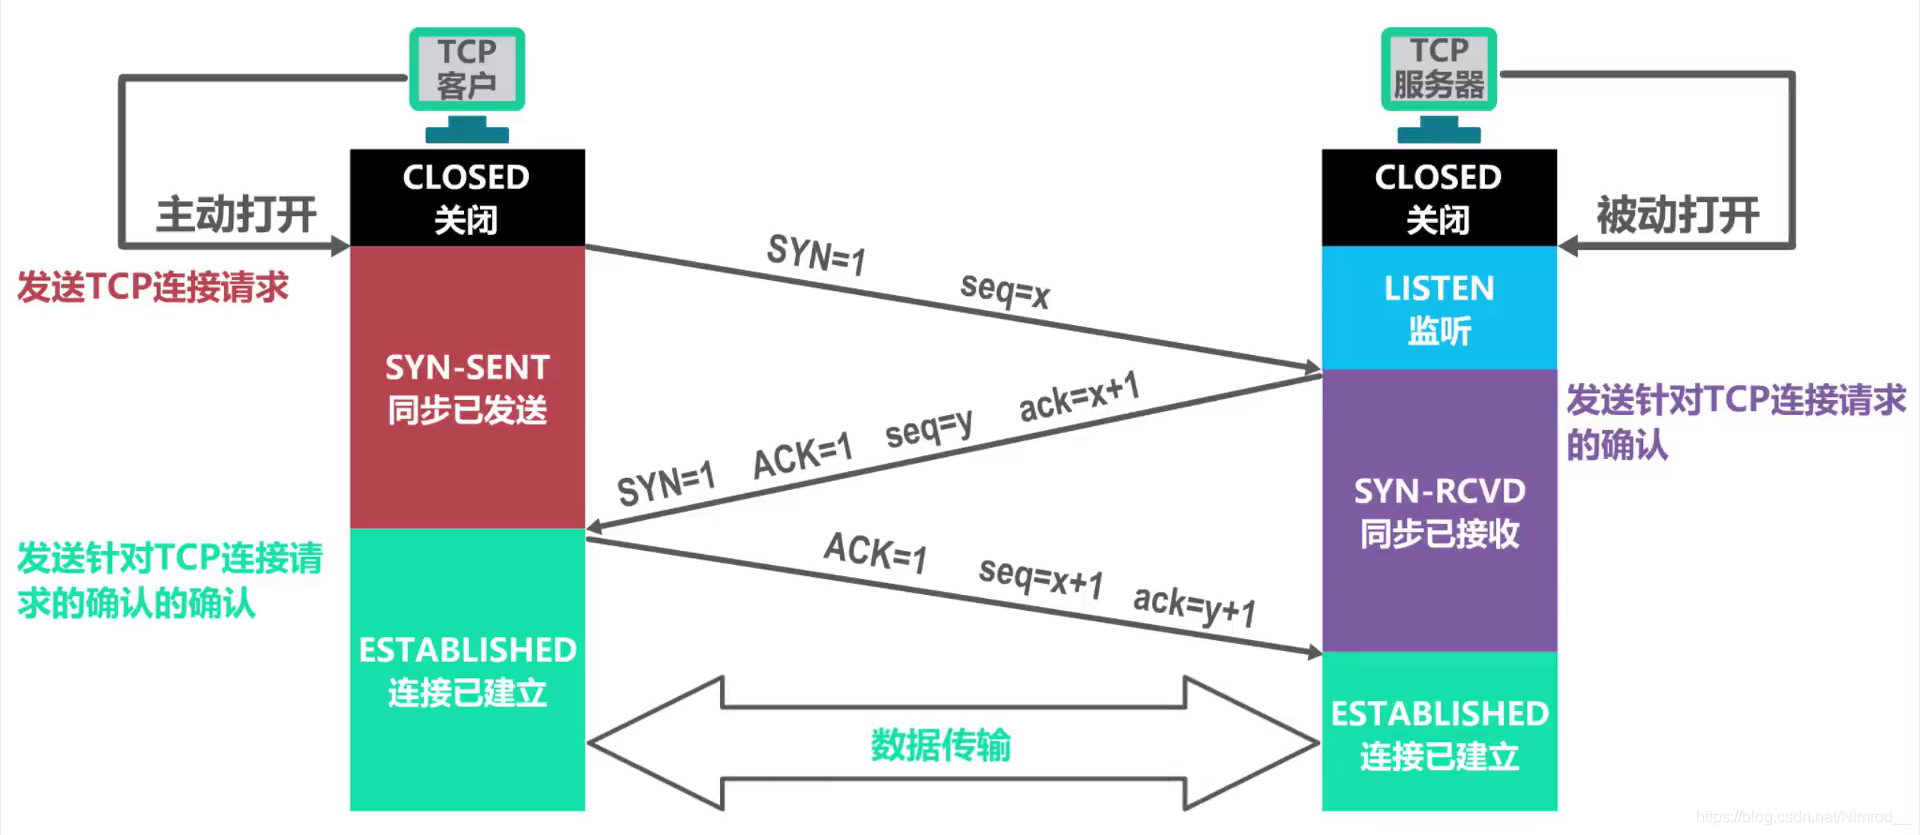 TCP
客户
TCP
服务器
CLOSED
关闭
CLOSED
关闭
主动打开
被动打开
发送TCP连接请求
SYN=1 seq=x
LISTEN
监听
SYN-SENT
同步已发送
SYN=1 ACK=1 seq=y ack=x+1
发送针对TCP连接请求
的确认
SYN-RCVD
同步已接收
发送针对TCP连接请
求的确认的确认
ACK=1 seq=x+1 ack=y+1
ESTABLISHED
连接已建立
数据传输
ESTABLISHED
连接已建立
https://blog.csdn.net/Nimrod__